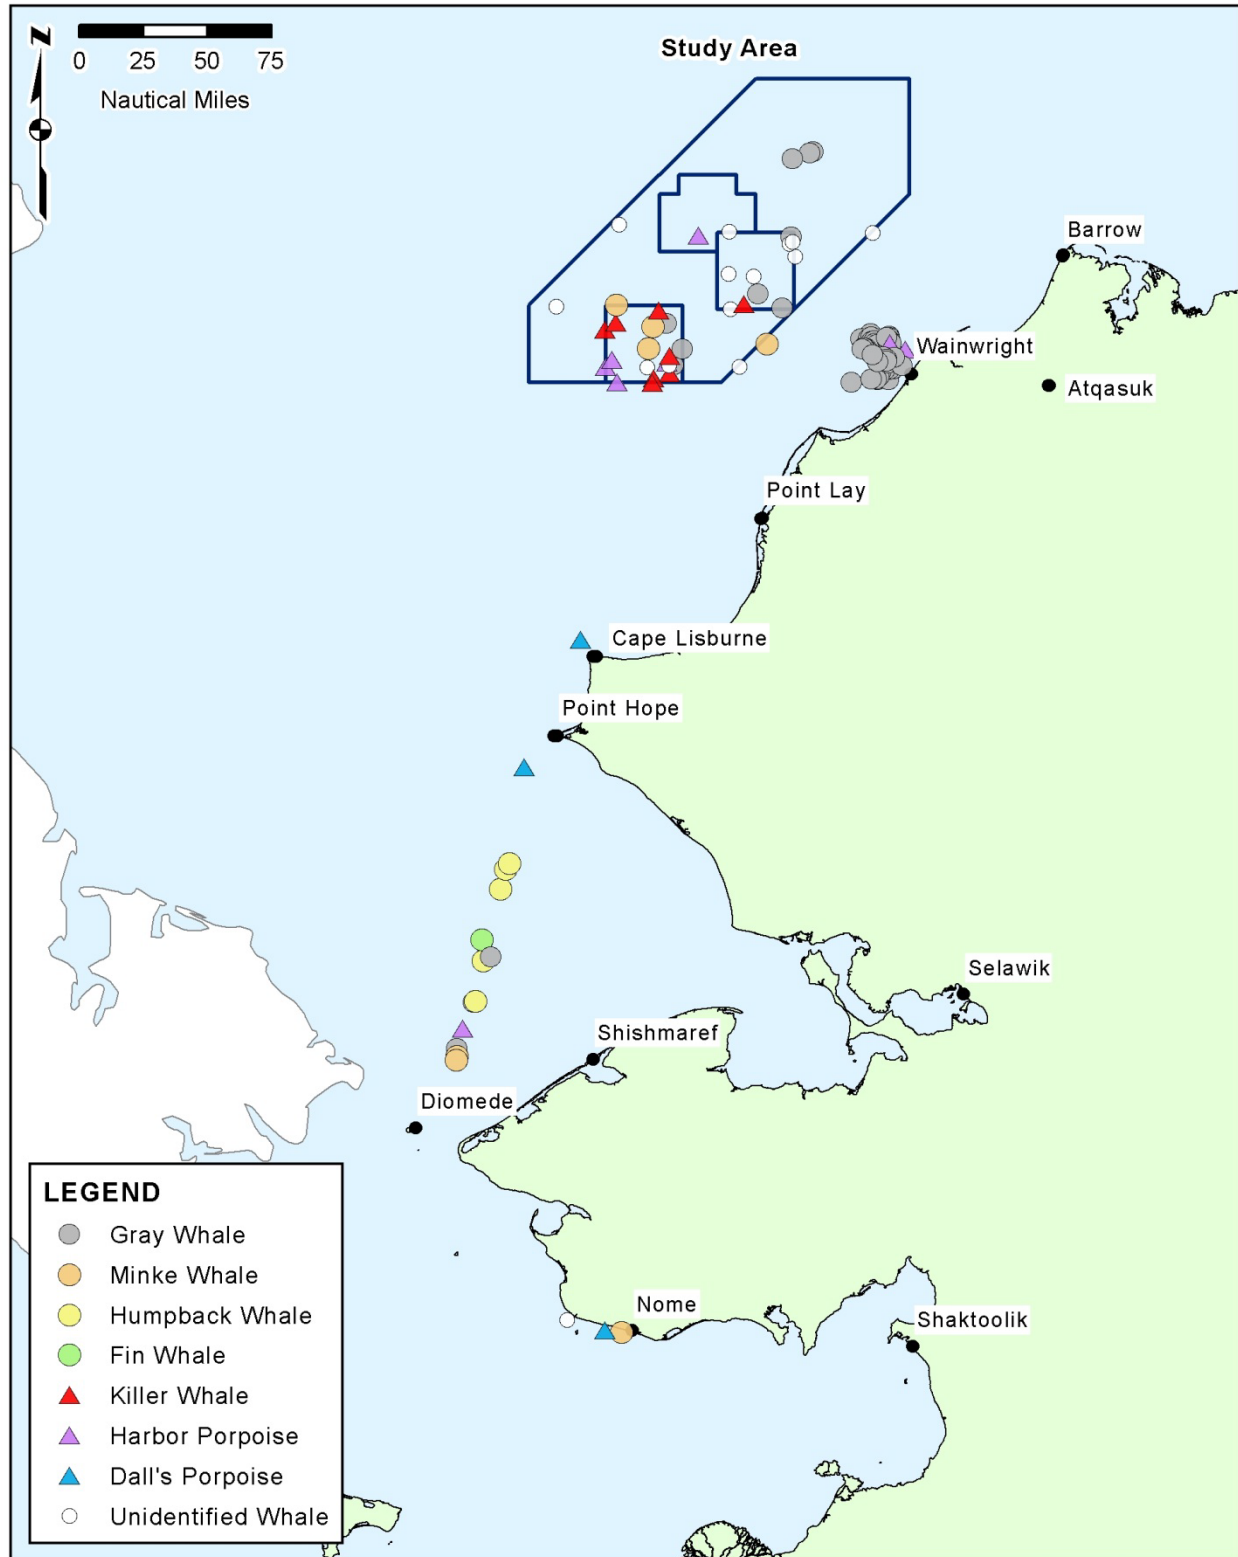 N
0 25 50 75
Nautical Miles
Study Area
Barrow
Wainwright
Atqasuk
Point Lay
Cape Lisburne
Point Hope
Selawik
Shishmaref
Diomede
Nome
Shaktoolik
LEGEND
Gray Whale
Minke Whale
Humpback Whale
Fin Whale
Killer Whale
Harbor Porpoise
Dall's Porpoise
Unidentified Whale